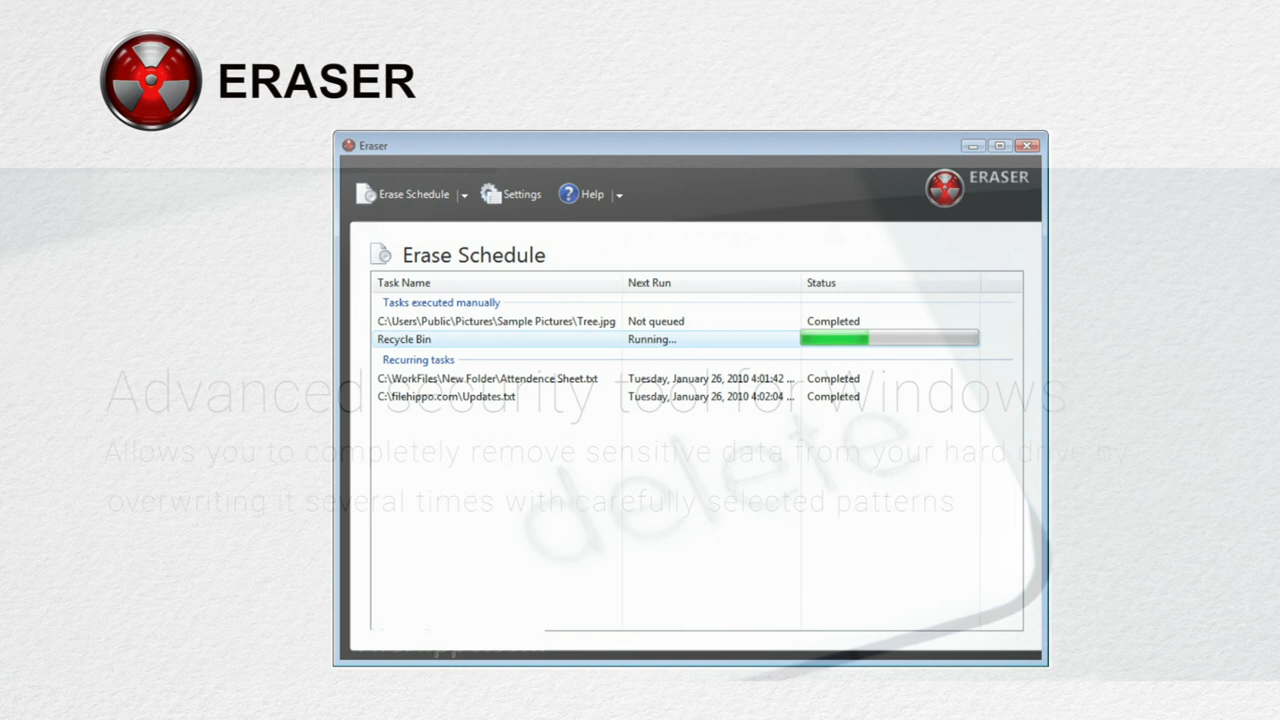 ERASER
Eraser
Erase Schedule Settings Help
ERASER
Erase Schedule
Task Name Next Run Status
Tasks executed manually
C:\Users\Public\Pictures\Sample Pictures\Tree.jpg Not queued Completed
Recycle Bin Running...
Recurring tasks
C:\WorkFiles\New Folder\Attendence Sheet.txt Tuesday, January 26, 2010 4:01:42 ... Completed
C:\filehippo.com\Updates.txt Tuesday, January 26, 2010 4:02:04 ... Completed
Advanced security tool for Windows
Allows you to completely remove sensitive data from your hard drive by
overwriting it several times with carefully selected patterns
delete